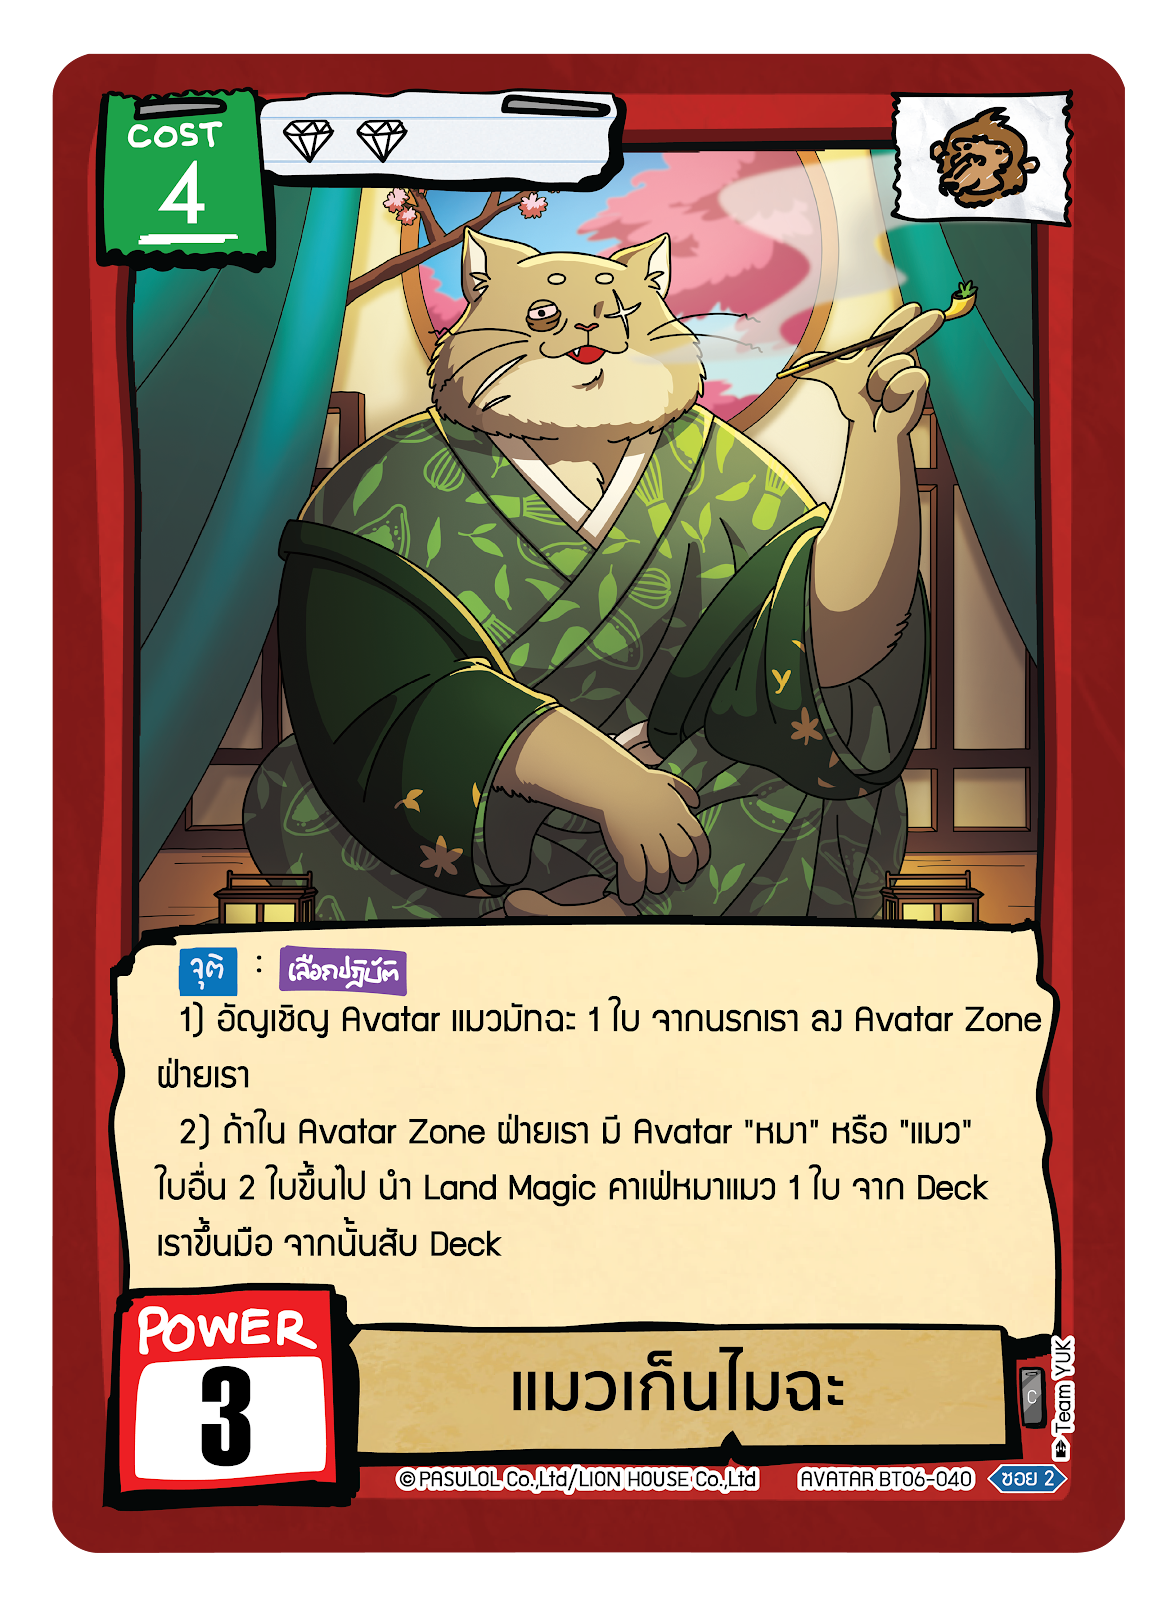 COST
4
จุติ : เลือกปฏิบัติ
1) อัญเชิญ Avatar แมวมัทฉะ 1 ใบ จากนรกเรา ลง Avatar Zone
ฝ่ายเรา
2) ถ้าใน Avatar Zone ฝ่ายเรา มี Avatar "หมา" หรือ "แมว"
ใบอื่น 2 ใบขึ้นไป นำ Land Magic คาเฟ่หมาแมว 1 ใบ จาก Deck
เราขึ้นมือ จากนั้นสับ Deck
POWER
3
แมวเก็นไมฉะ
C
Team YUK
© PASULOL Co.,Ltd/LION HOUSE Co.,Ltd
AVATAR BT06-040
ซอย 2